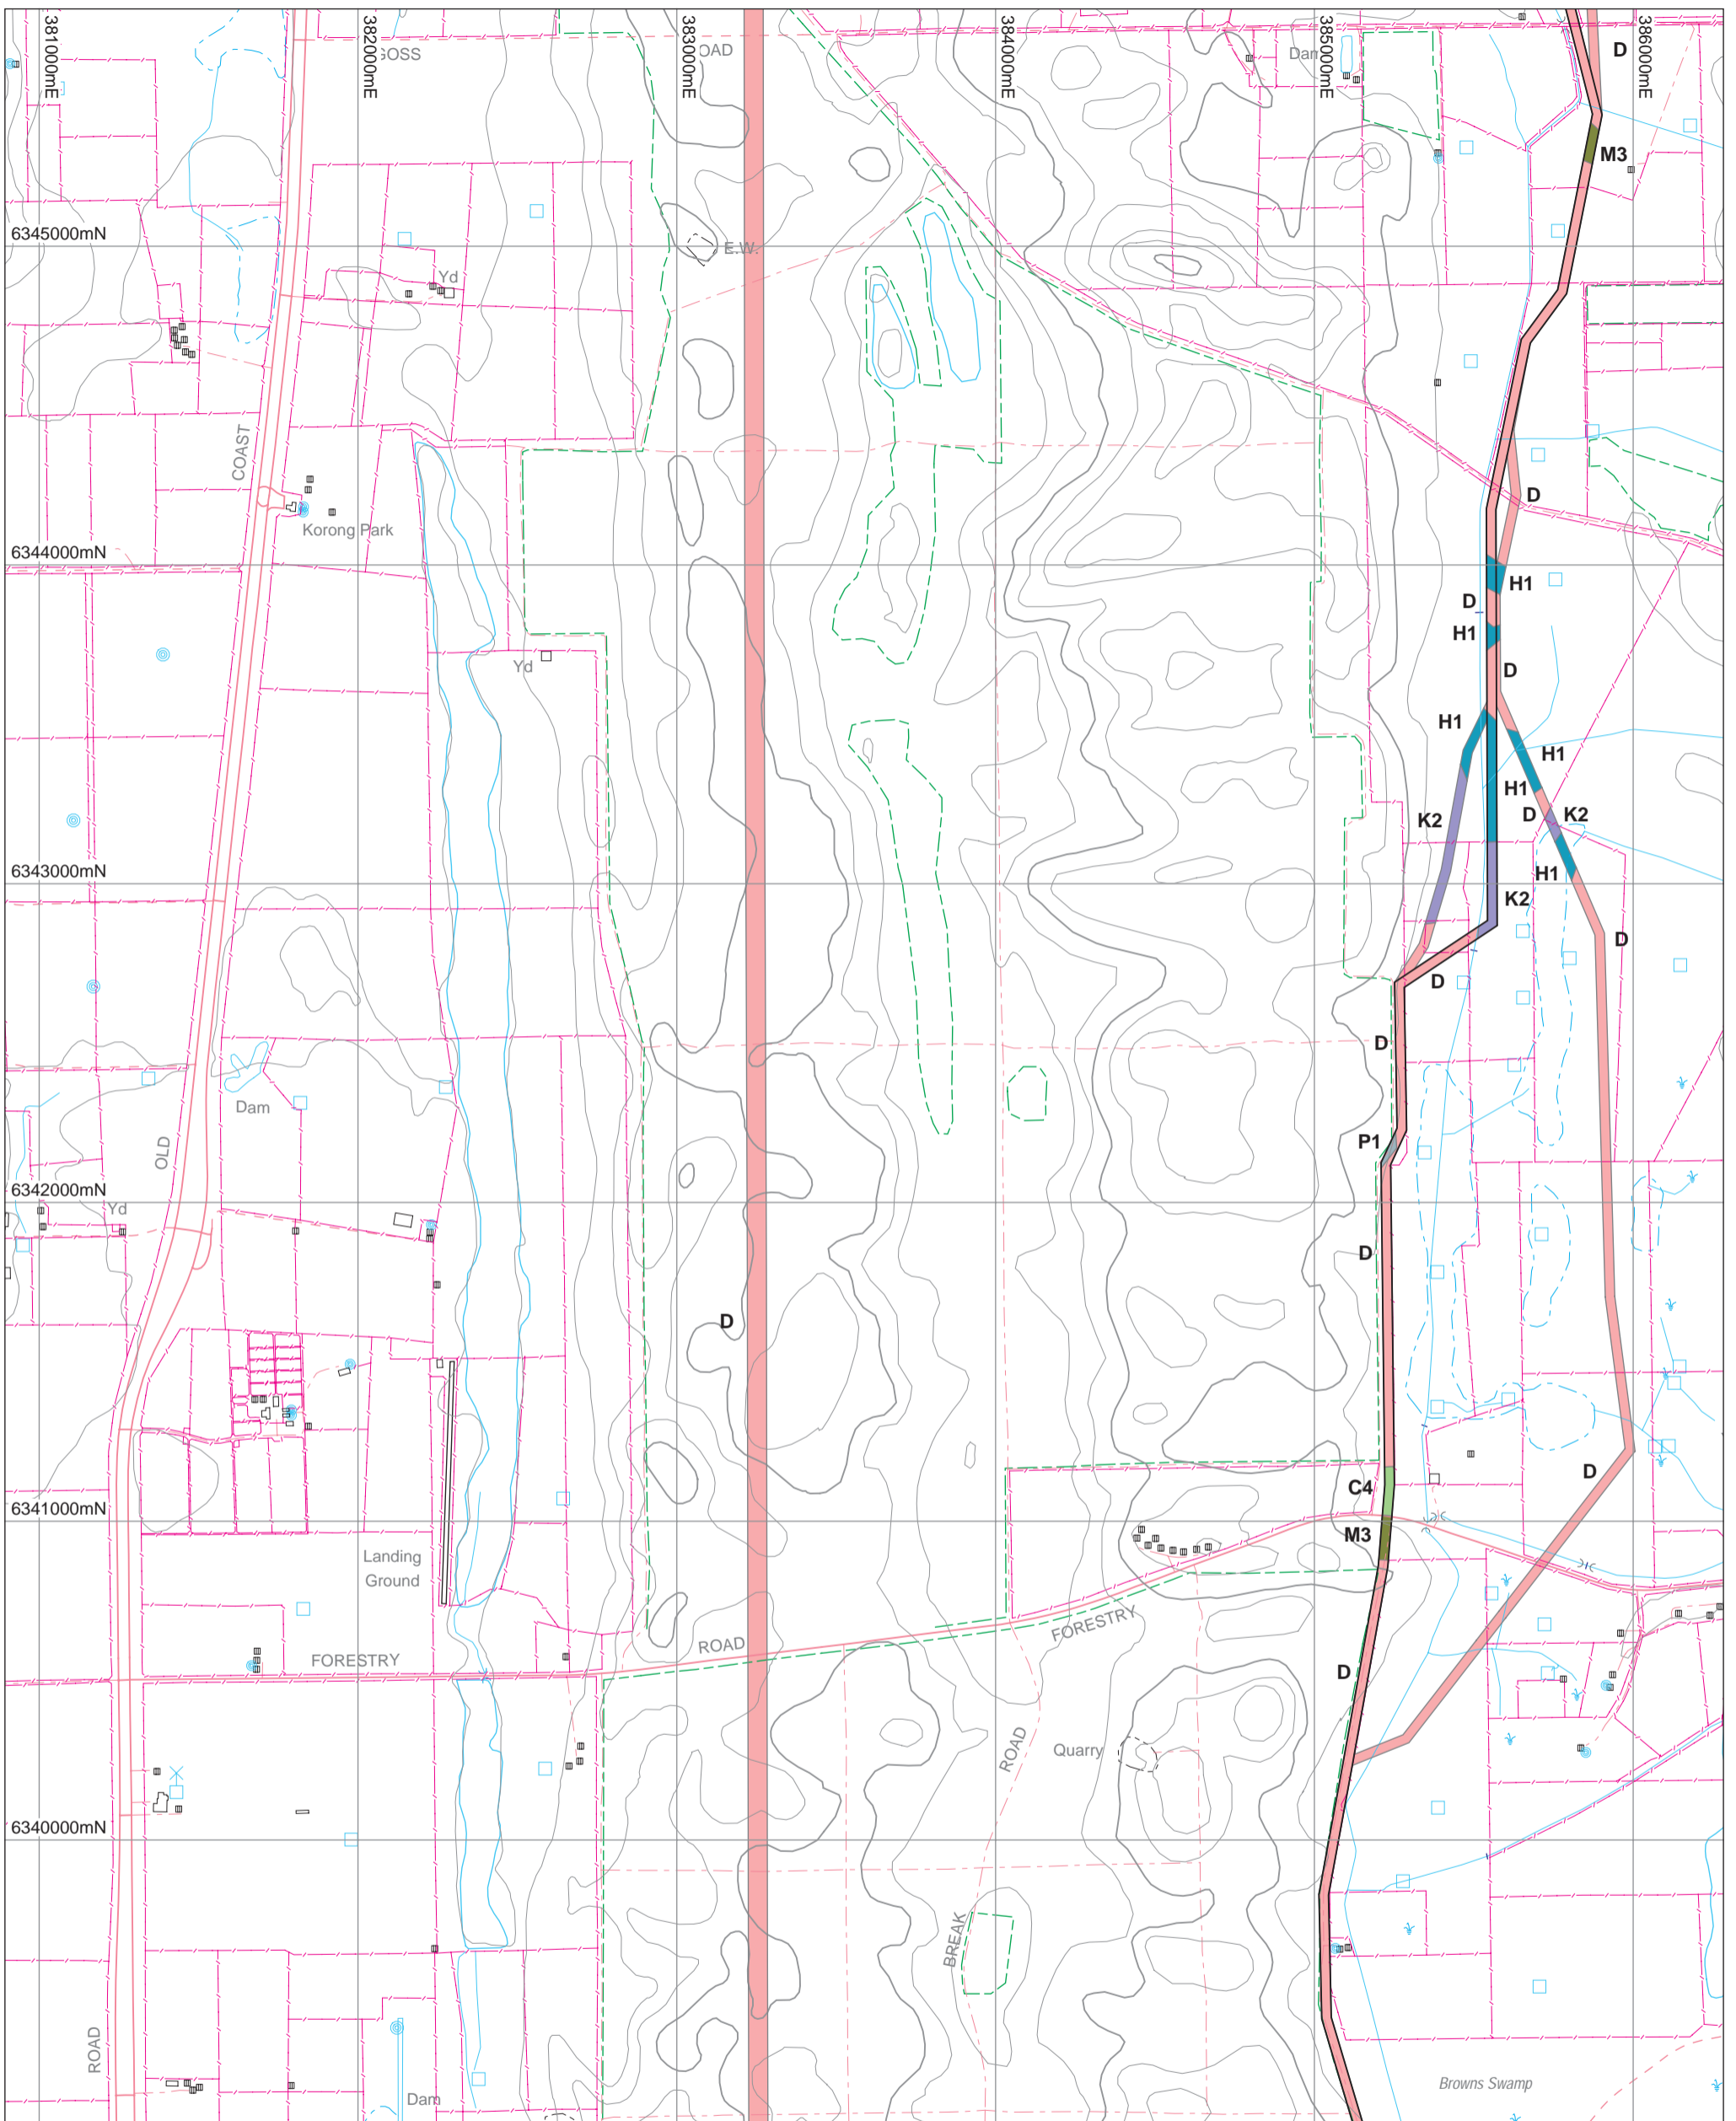 381000mE
382000mE
383000mE
384000mE
385000mE
386000mE
GOSS
ROAD
Dam
D
M3
6345000mN
E.W.
Yd
COAST
Korong Park
D
6344000mN
H1
D
H1
Yd
D
H1
H1
H1
K2
D
K2
H1
6343000mN
K2
D
D
D
Dam
P1
OLD
6342000mN
Yd
D
D
D
C4
6341000mN
M3
Landing
Ground
FORESTRY
ROAD
FORESTRY
D
ROAD
Quarry
6340000mN
BREAK
ROAD
Browns Swamp
Dam